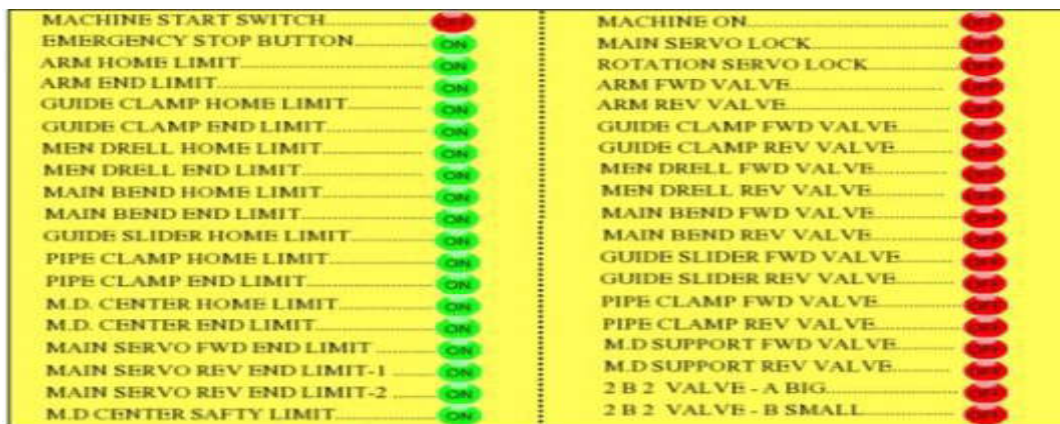 MACHINE START SWITCH OFF
EMERGENCY STOP BUTTON ON
ARM HOME LIMIT ON
ARM END LIMIT ON
GUIDE CLAMP HOME LIMIT ON
GUIDE CLAMP END LIMIT ON
MEN DRELL HOME LIMIT ON
MEN DRELL END LIMIT ON
MAIN BEND HOME LIMIT ON
MAIN BEND END LIMIT ON
GUIDE SLIDER HOME LIMIT ON
PIPE CLAMP HOME LIMIT ON
PIPE CLAMP END LIMIT ON
M.D. CENTER HOME LIMIT ON
M.D. CENTER END LIMIT ON
MAIN SERVO FWD END LIMIT ON
MAIN SERVO REV END LIMIT-1 ON
MAIN SERVO REV END LIMIT-2 ON
M.D CENTER SAFTY LIMIT ON
MACHINE ON OFF
MAIN SERVO LOCK OFF
ROTATION SERVO LOCK OFF
ARM FWD VALVE OFF
ARM REV VALVE OFF
GUIDE CLAMP FWD VALVE OFF
GUIDE CLAMP REV VALVE OFF
MEN DRELL FWD VALVE OFF
MEN DRELL REV VALVE OFF
MAIN BEND FWD VALVE OFF
MAIN BEND REV VALVE OFF
GUIDE SLIDER FWD VALVE OFF
GUIDE SLIDER REV VALVE OFF
PIPE CLAMP FWD VALVE OFF
PIPE CLAMP REV VALVE OFF
M.D SUPPORT FWD VALVE OFF
M.D SUPPORT REV VALVE OFF
2 B 2 VALVE - A BIG OFF
2 B 2 VALVE - B SMALL OFF